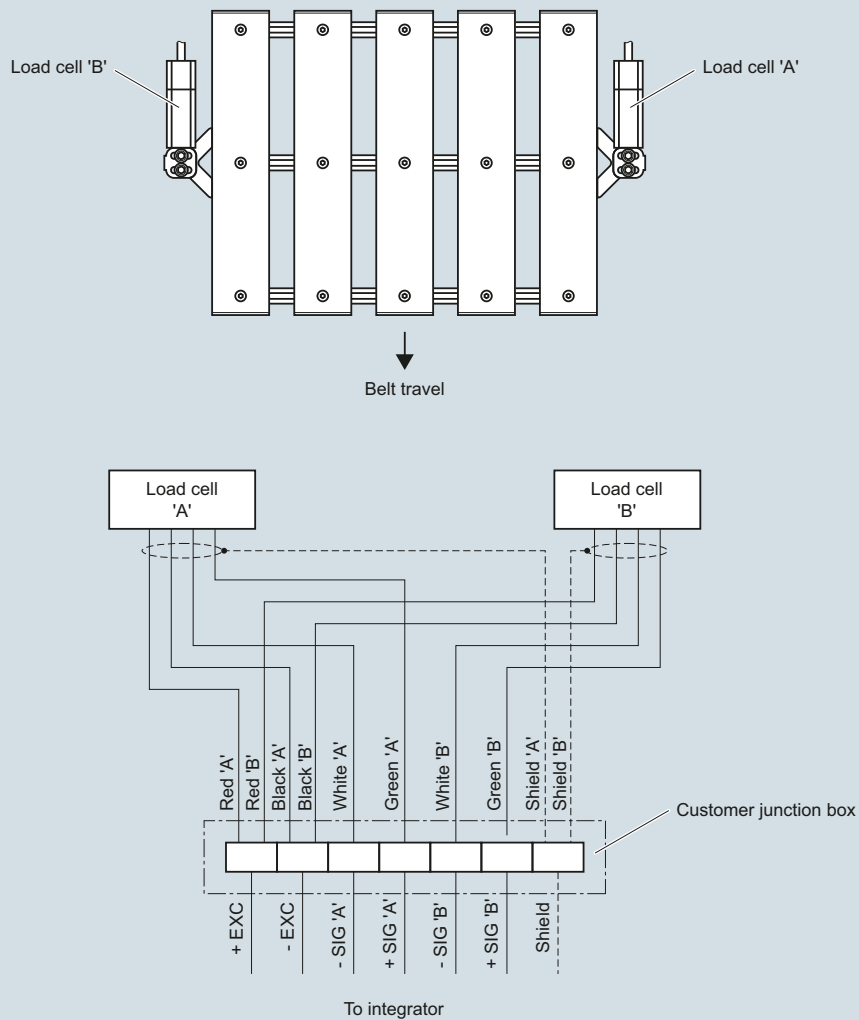 Load cell 'B'
Load cell 'A'
Belt travel
Load cell
'A'
Load cell
'B'
Red 'A'
Red 'B'
Black 'A'
Black 'B'
White 'A'
Green 'A'
White 'B'
Green 'B'
Shield 'A'
Shield 'B'
Customer junction box
+ EXC
- EXC
- SIG 'A'
+ SIG 'A'
- SIG 'B'
+ SIG 'B'
Shield
To integrator